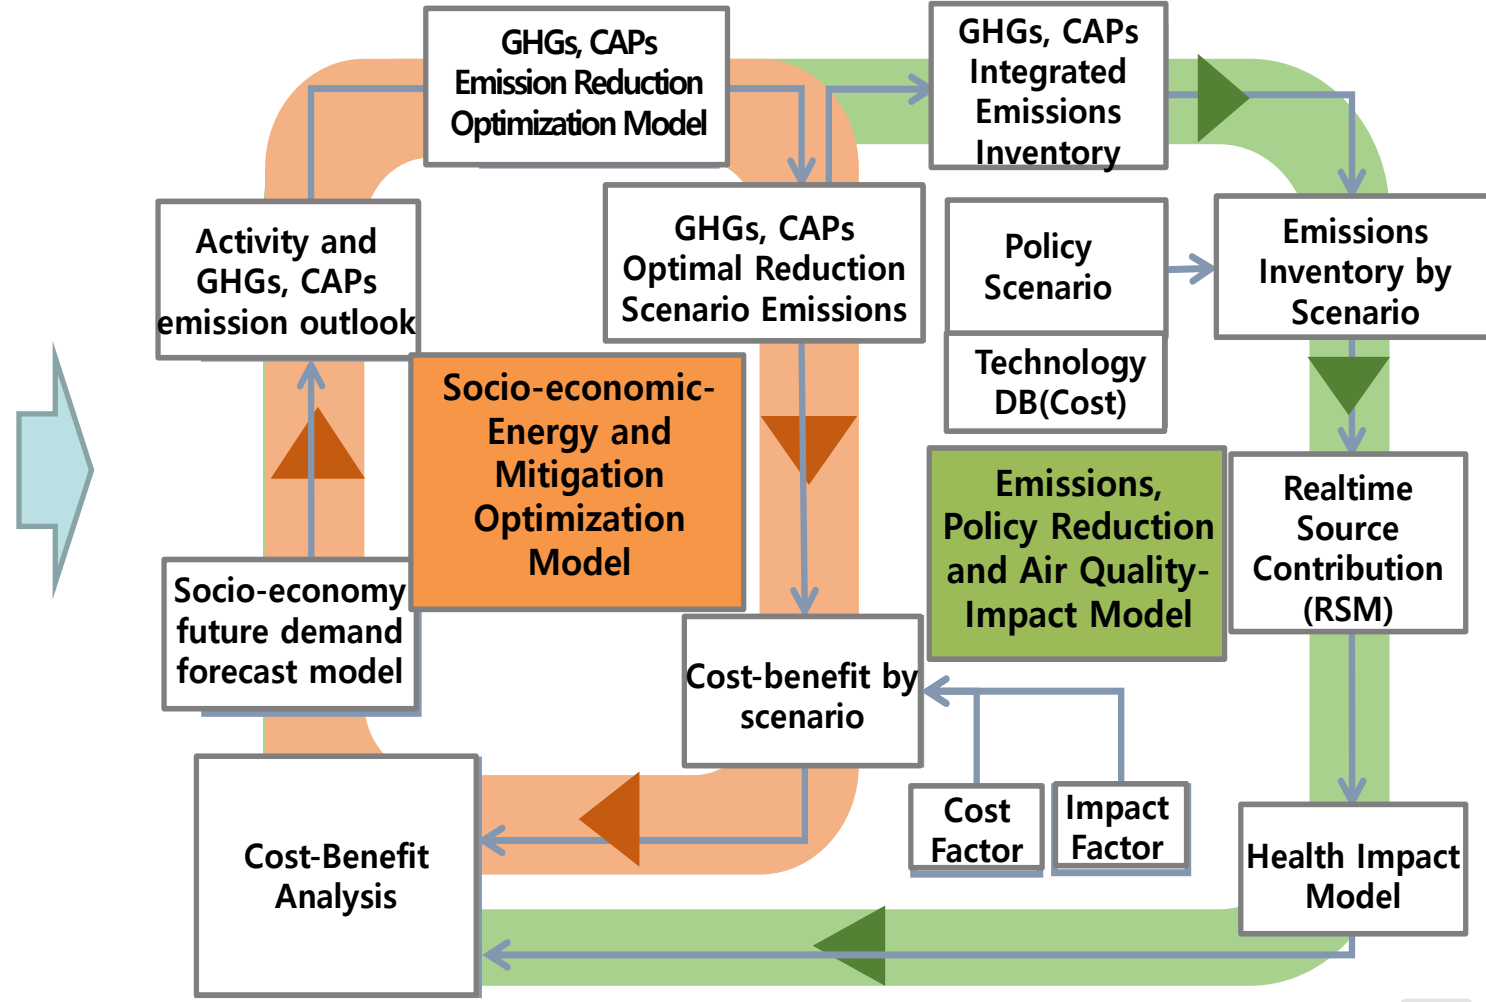 GHGs, CAPs
Emission Reduction
Optimization Model
GHGs, CAPs
Integrated
Emissions
Inventory
Activity and
GHGs, CAPs
emission outlook
GHGs, CAPs
Optimal Reduction
Scenario Emissions
Policy
Scenario
Emissions
Inventory by
Scenario
Technology
DB(Cost)
Socio-economic-
Energy and
Mitigation
Optimization
Model
Emissions,
Policy Reduction
and Air Quality-
Impact Model
Realtime
Source
Contribution
(RSM)
Socio-economy
future demand
forecast model
Cost-benefit by
scenario
Cost
Factor
Impact
Factor
Health Impact
Model
Cost-Benefit
Analysis